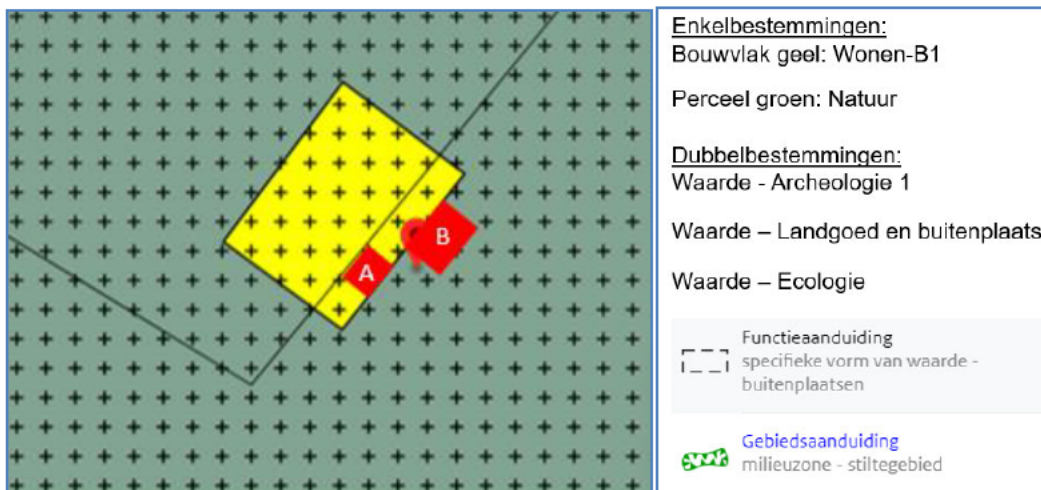 A
B
Enkelbestemmingen:
Bouwvlak geel: Wonen-B1
Perceel groen: Natuur
Dubbelbestemmingen:
Waarde - Archeologie 1
Waarde – Landgoed en buitenplaats
Waarde – Ecologie
Functieaanduiding
specifieke vorm van waarde -
buitenplaatsen
Gebiedsaanduiding
milieuzone - stiltegebied